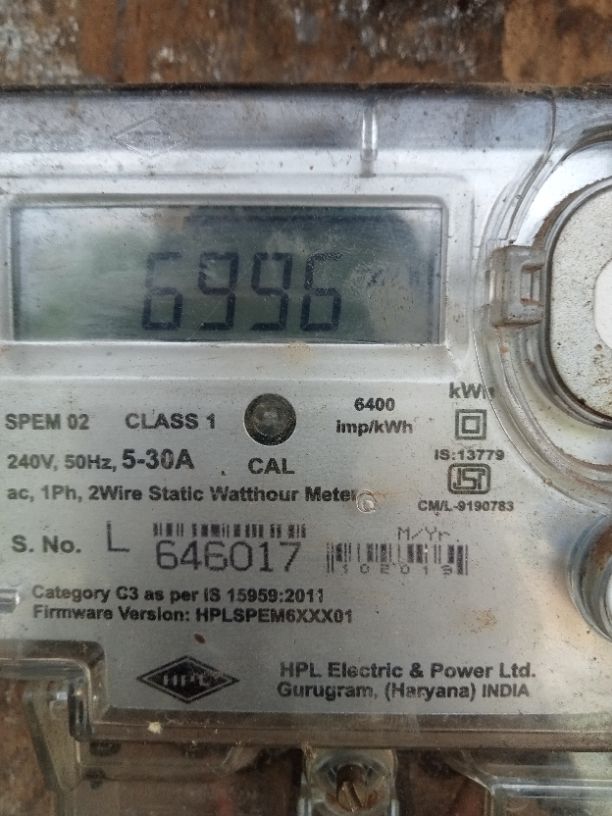 6996
SPEM 02 CLASS 1
6400
imp/kWh
kWh
240V, 50Hz, 5-30A
CAL
IS:13779
ISI
ac, 1Ph, 2Wire Static Watthour Meter
CM/L-9190783
S. No. L 646017
M/Yr.
102019
Category C3 as per IS 15959:2011
Firmware Version: HPLSPEM6XXX01
HPL
HPL Electric & Power Ltd.
Gurugram, (Haryana) INDIA